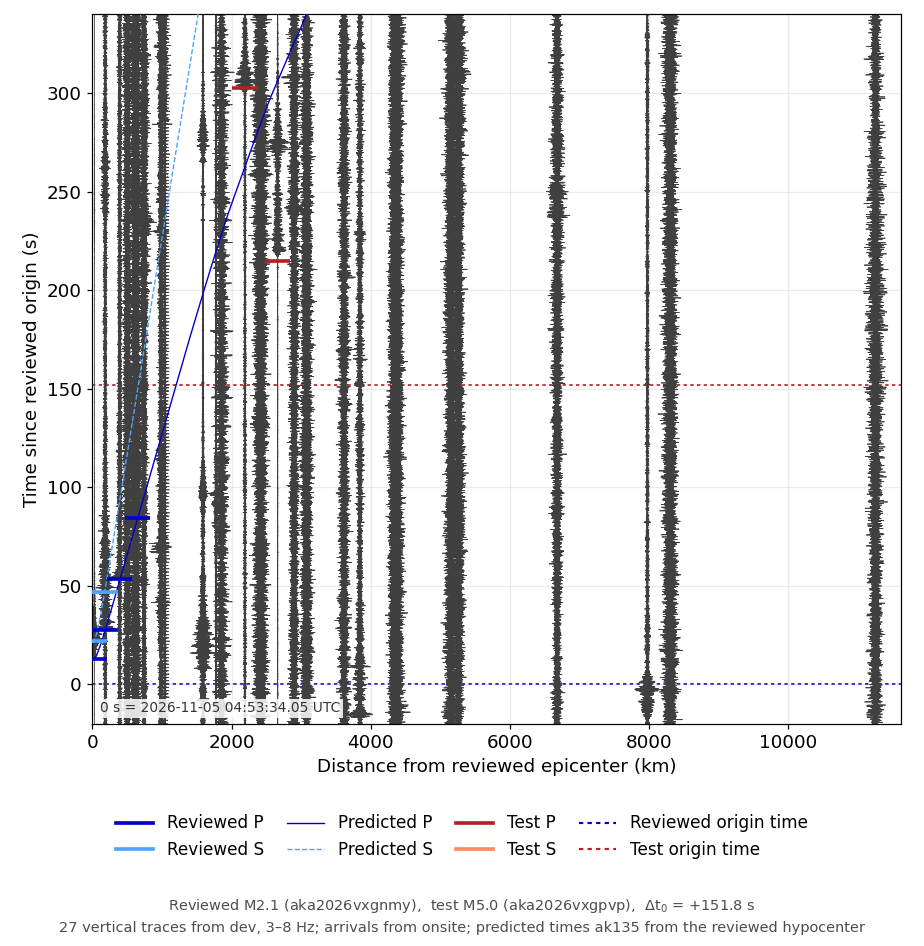 300
250
200
150
100
50
0
Time since reviewed origin (s)
0 s = 2026-11-05 04:53:34.05 UTC
0 2000 4000 6000 8000 10000
Distance from reviewed epicenter (km)
Reviewed P Predicted P Test P Reviewed origin time
Reviewed S Predicted S Test S Test origin time
Reviewed M2.1 (aka2026vxgnmy), test M5.0 (aka2026vxgpvp), Δt₀ = +151.8 s
27 vertical traces from dev, 3–8 Hz; arrivals from onsite; predicted times ak135 from the reviewed hypocenter